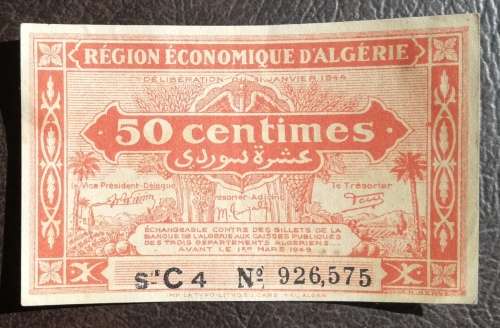 RÉGION ÉCONOMIQUE D'ALGÉRIE
DÉLIBÉRATION DU 31 JANVIER 1944
50 centimes
عشرة سوردي
le Vice Président-Délégué
Trésorier-Adjoint
le Trésorier
ÉCHANGEABLE CONTRE DES BILLETS DE LA
BANQUE DE L'ALGÉRIE AUX CAISSES PUBLIQUES
DES TROIS DÉPARTEMENTS ALGÉRIENS
AVANT LE 1ER MARS 1949
Sie C4 No 926,575